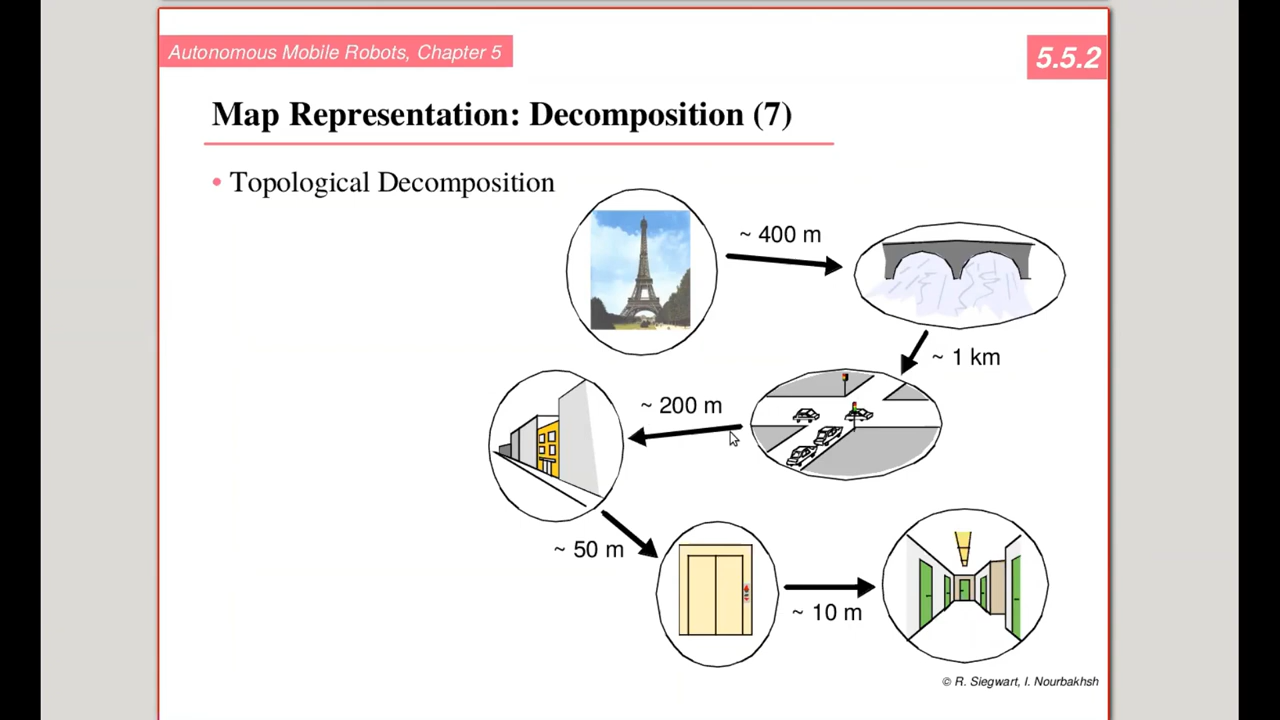 Autonomous Mobile Robots, Chapter 5
5.5.2
Map Representation: Decomposition (7)
• Topological Decomposition
~ 400 m
~ 1 km
~ 200 m
~ 50 m
~ 10 m
© R. Siegwart, I. Nourbakhsh